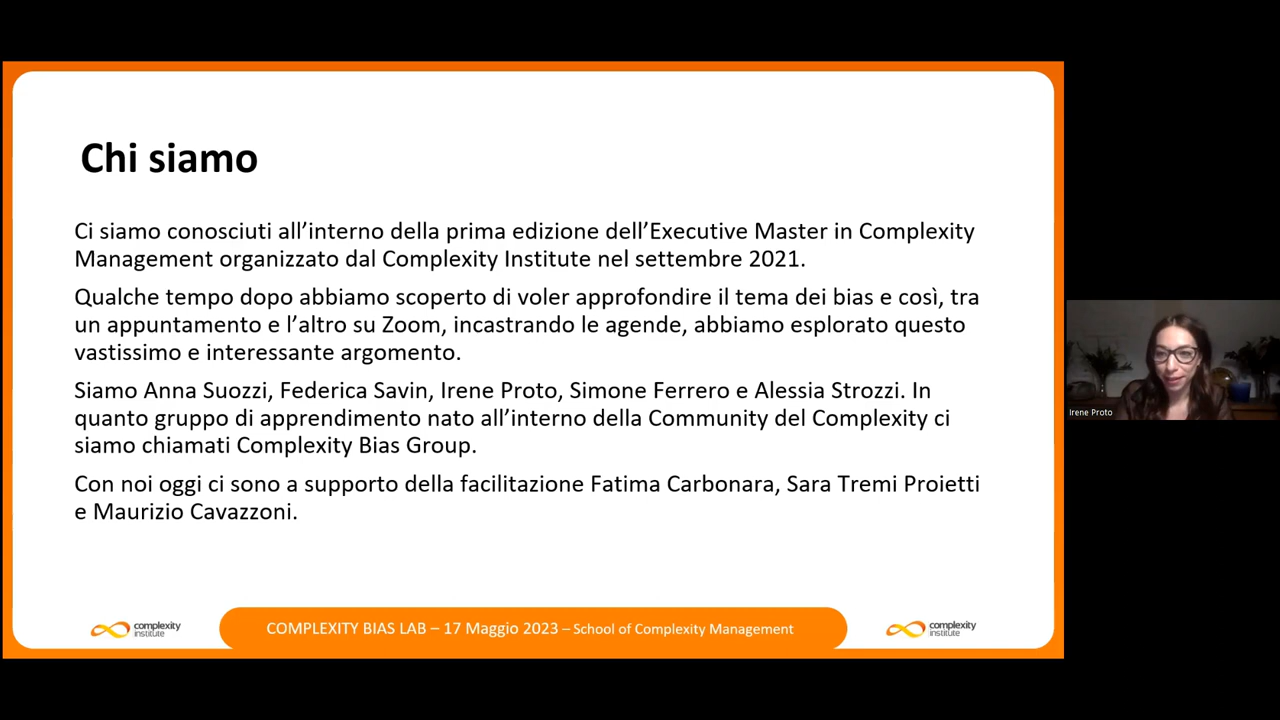 Chi siamo
Ci siamo conosciuti all’interno della prima edizione dell’Executive Master in Complexity
Management organizzato dal Complexity Institute nel settembre 2021.
Qualche tempo dopo abbiamo scoperto di voler approfondire il tema dei bias e così, tra
un appuntamento e l’altro su Zoom, incastrando le agende, abbiamo esplorato questo
vastissimo e interessante argomento.
Siamo Anna Suozzi, Federica Savin, Irene Proto, Simone Ferrero e Alessia Strozzi. In
quanto gruppo di apprendimento nato all’interno della Community del Complexity ci
siamo chiamati Complexity Bias Group.
Con noi oggi ci sono a supporto della facilitazione Fatima Carbonara, Sara Tremi Proietti
e Maurizio Cavazzoni.
complexity
institute
COMPLEXITY BIAS LAB – 17 Maggio 2023 – School of Complexity Management
complexity
institute
Irene Proto